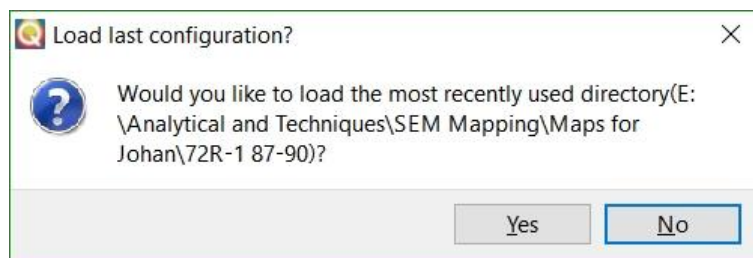 Load last configuration?
Would you like to load the most recently used directory(E:
\Analytical and Techniques\SEM Mapping\Maps for
Johan\72R-1 87-90)?
Yes
No